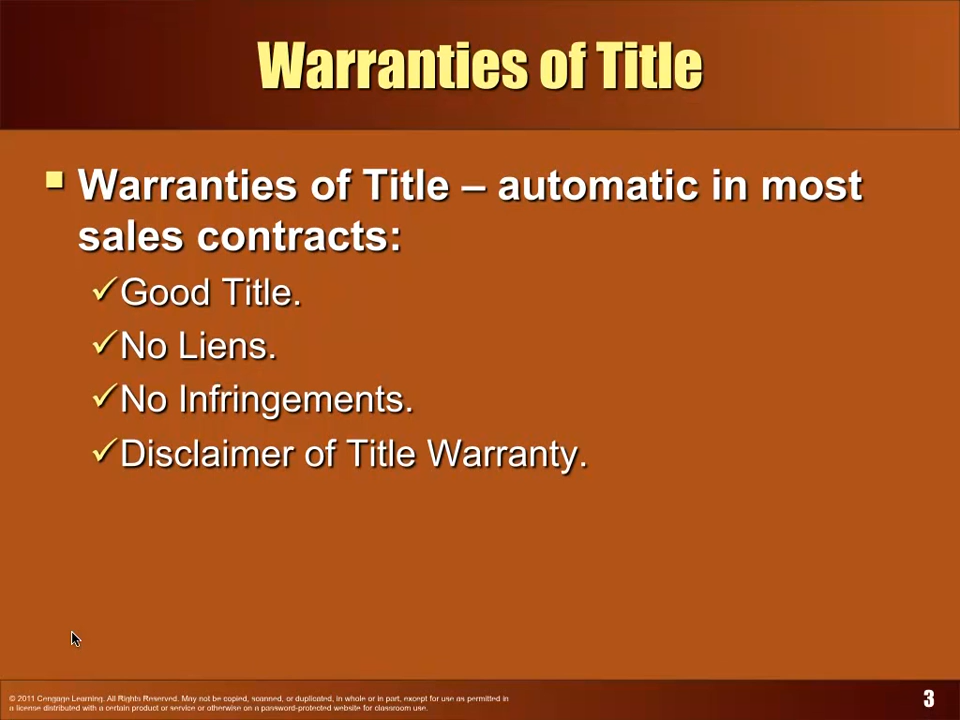 Warranties of Title
Warranties of Title – automatic in most
sales contracts:
Good Title.
No Liens.
No Infringements.
Disclaimer of Title Warranty.
© 2011 Cengage Learning. All Rights Reserved. May not be copied, scanned, or duplicated, in whole or in part, except for use as permitted in
a license distributed with a certain product or service or otherwise on a password-protected website for classroom use.
3